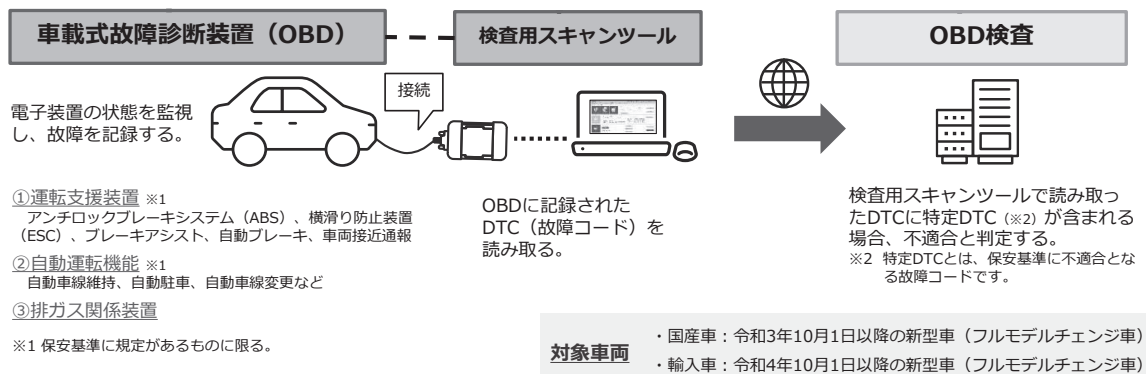 車載式故障診断装置（OBD）
検査用スキャンツール
OBD検査
電子装置の状態を監視
し、故障を記録する。
接続
①運転支援装置 ※1
アンチロックブレーキシステム（ABS）、横滑り防止装置
（ESC）、ブレーキアシスト、自動ブレーキ、車両接近通報
②自動運転機能 ※1
自動車線維持、自動駐車、自動車線変更など
③排ガス関係装置
※1 保安基準に規定があるものに限る。
OBDに記録された
DTC（故障コード）を
読み取る。
検査用スキャンツールで読み取っ
たDTCに特定DTC（※2）が含まれる
場合、不適合と判定する。
※2 特定DTCとは、保安基準に不適合とな
る故障コードです。
対象車両
・国産車：令和3年10月1日以降の新型車（フルモデルチェンジ車）
・輸入車：令和4年10月1日以降の新型車（フルモデルチェンジ車）